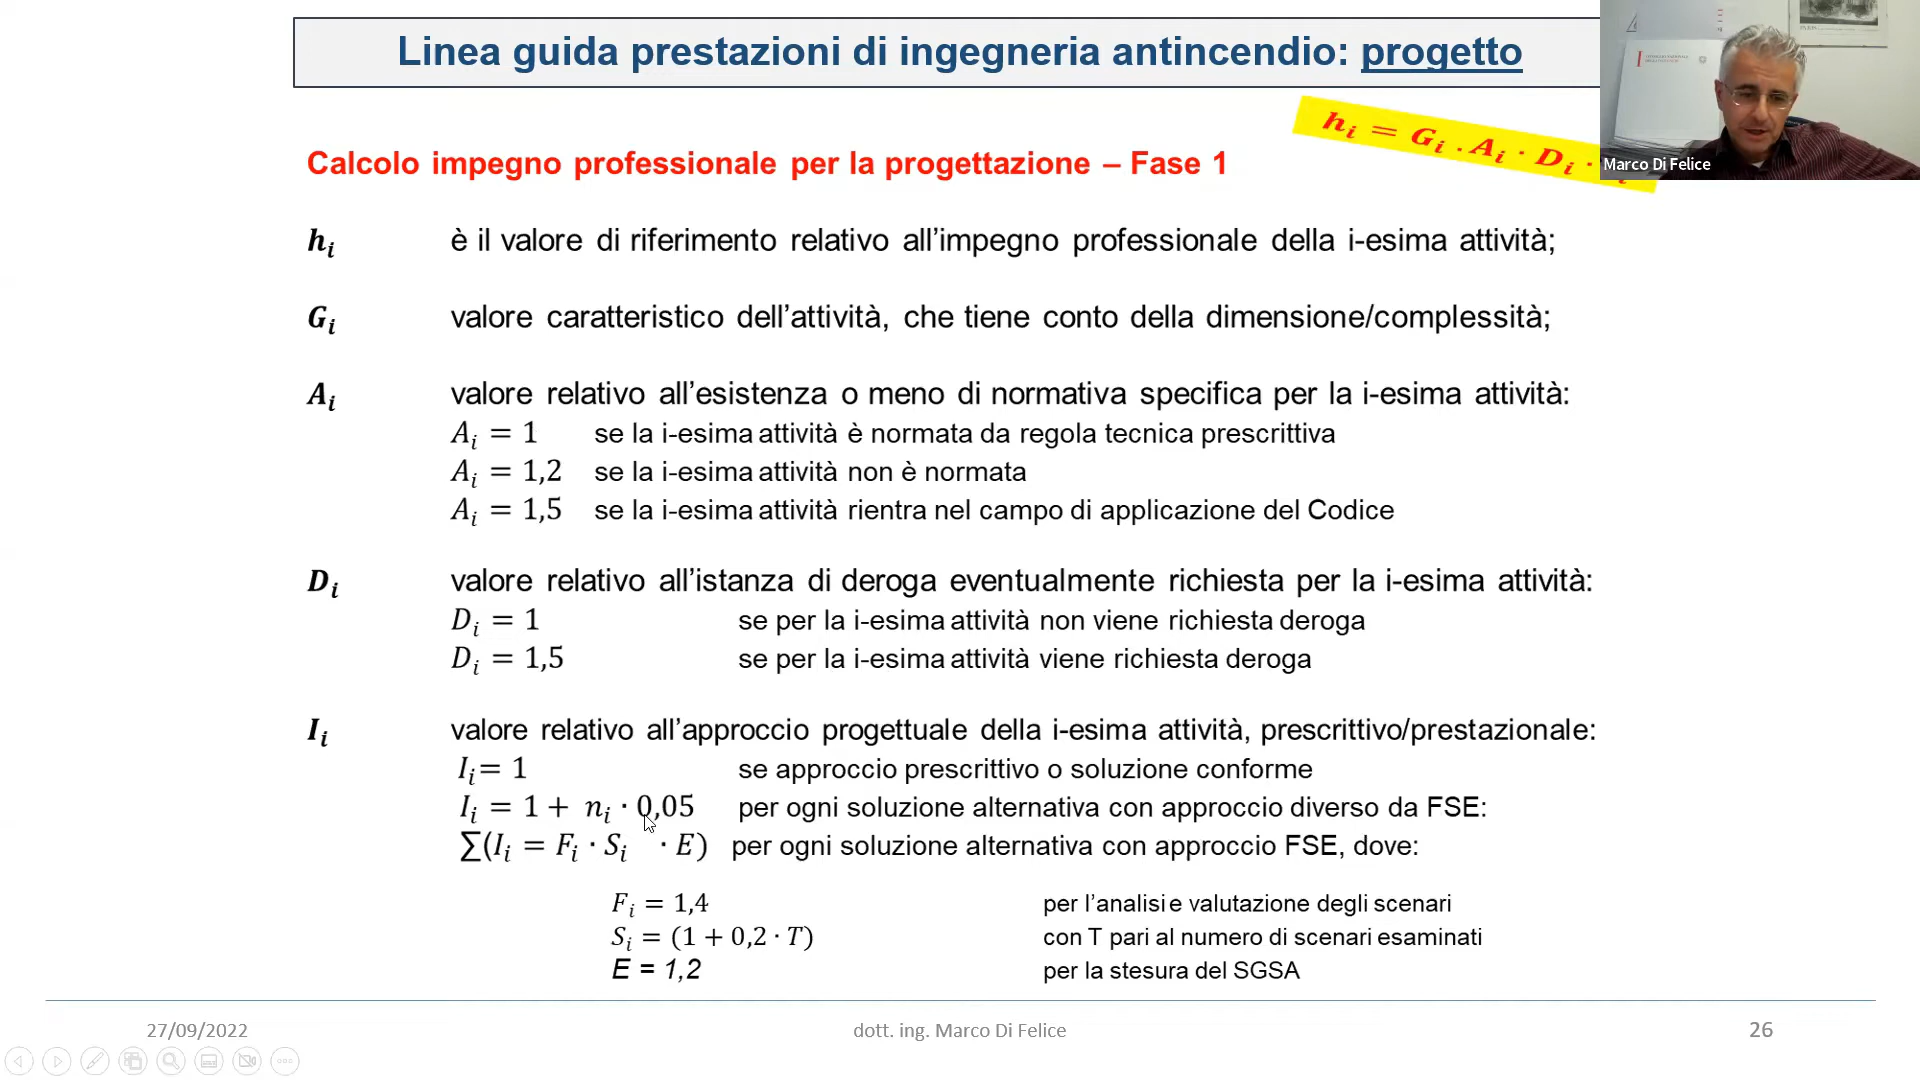 Linea guida prestazioni di ingegneria antincendio: progetto
hᵢ = Gᵢ . Aᵢ · Dᵢ ·
Marco Di Felice
Calcolo impegno professionale per la progettazione – Fase 1
hᵢ è il valore di riferimento relativo all’impegno professionale della i-esima attività;
Gᵢ valore caratteristico dell’attività, che tiene conto della dimensione/complessità;
Aᵢ valore relativo all’esistenza o meno di normativa specifica per la i-esima attività:
Aᵢ = 1 se la i-esima attività è normata da regola tecnica prescrittiva
Aᵢ = 1,2 se la i-esima attività non è normata
Aᵢ = 1,5 se la i-esima attività rientra nel campo di applicazione del Codice
Dᵢ valore relativo all’istanza di deroga eventualmente richiesta per la i-esima attività:
Dᵢ = 1 se per la i-esima attività non viene richiesta deroga
Dᵢ = 1,5 se per la i-esima attività viene richiesta deroga
Iᵢ valore relativo all’approccio progettuale della i-esima attività, prescrittivo/prestazionale:
Iᵢ= 1 se approccio prescrittivo o soluzione conforme
Iᵢ = 1 + nᵢ · 0,05 per ogni soluzione alternativa con approccio diverso da FSE:
∑(Iᵢ = Fᵢ · Sᵢ · E) per ogni soluzione alternativa con approccio FSE, dove:
Fᵢ = 1,4 per l’analisi e valutazione degli scenari
Sᵢ = (1 + 0,2 · T) con T pari al numero di scenari esaminati
E = 1,2 per la stesura del SGSA
27/09/2022 dott. ing. Marco Di Felice 26